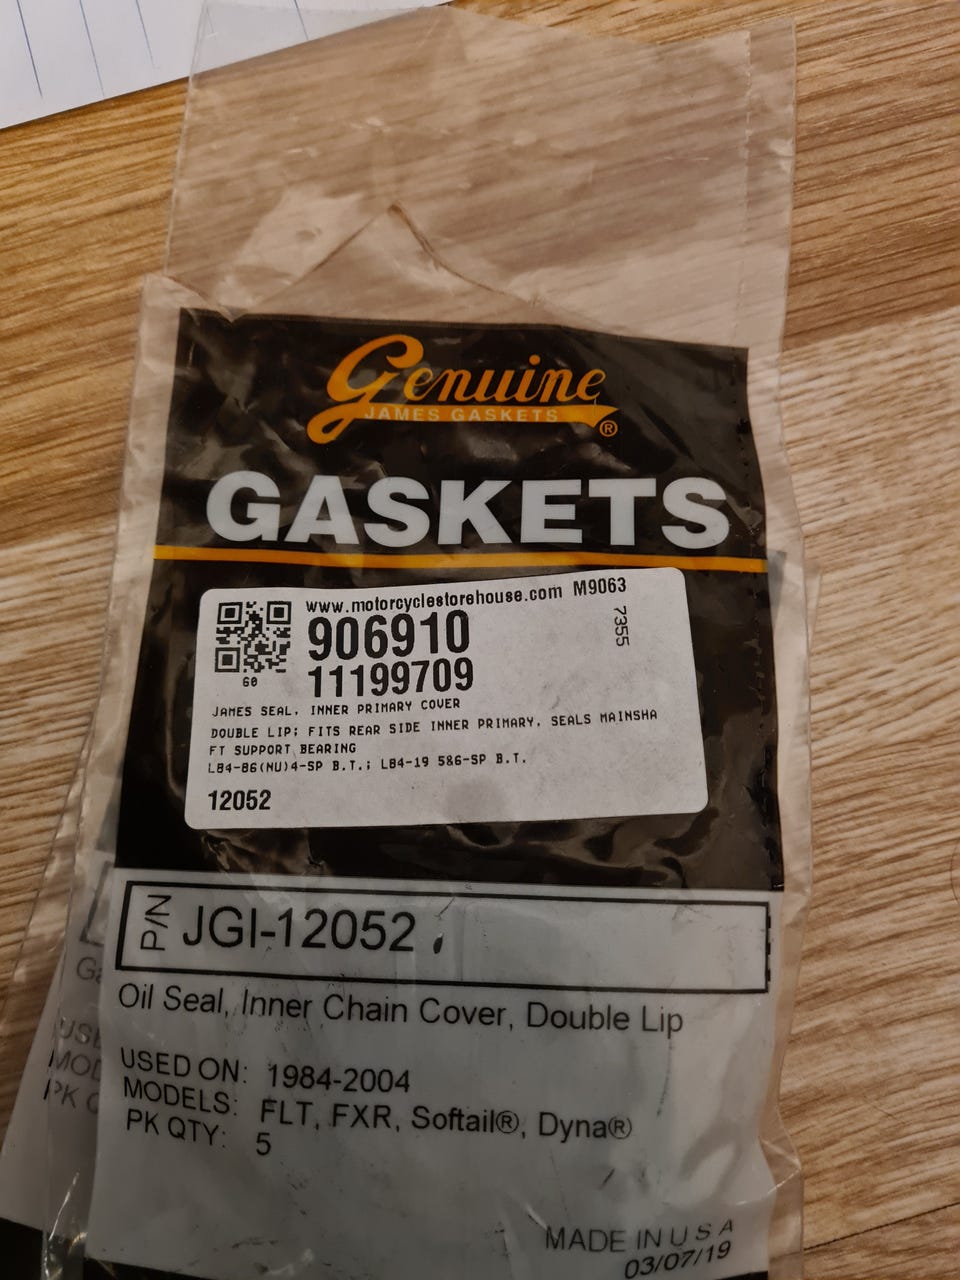 Genuine
JAMES GASKETS
®
GASKETS
www.motorcyclestorehouse.com M9063
906910
7355
11199709
60
JAMES SEAL, INNER PRIMARY COVER
DOUBLE LIP; FITS REAR SIDE INNER PRIMARY. SEALS MAINSHA
FT SUPPORT BEARING
L84-86(NU)4-SP B.T.; L84-19 5&6-SP B.T.
12052
P/N JGI-12052
Oil Seal, Inner Chain Cover, Double Lip
USED ON: 1984-2004
MODELS: FLT, FXR, Softail®, Dyna®
PK QTY: 5
MADE IN U S A
03/07/19